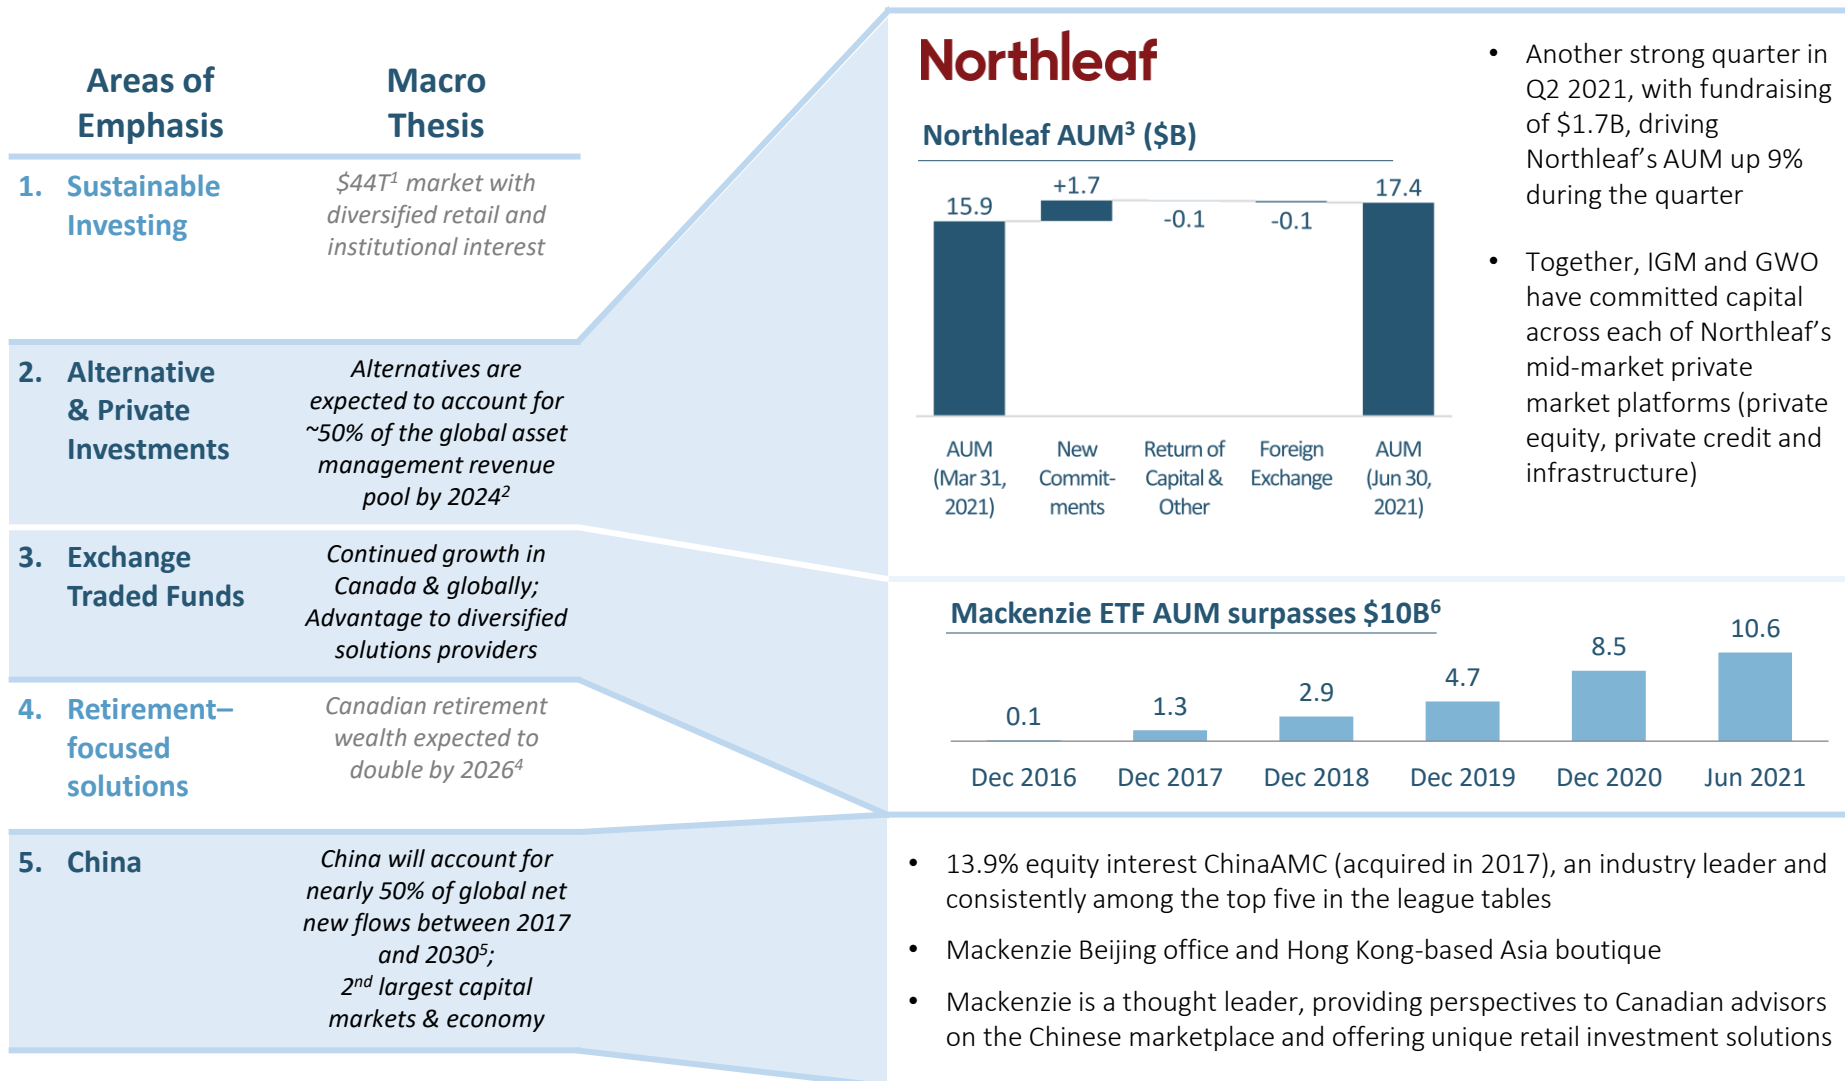 Areas of
Emphasis
Macro
Thesis
1. Sustainable
Investing
$44T1 market with
diversified retail and
institutional interest
2. Alternative
& Private
Investments
Alternatives are
expected to account for
~50% of the global asset
management revenue
pool by 20242
3. Exchange
Traded Funds
Continued growth in
Canada & globally;
Advantage to diversified
solutions providers
4. Retirement–
focused
solutions
Canadian retirement
wealth expected to
double by 20264
5. China
China will account for
nearly 50% of global net
new flows between 2017
and 20305;
2nd largest capital
markets & economy
Northleaf
Northleaf AUM3 ($B)
15.9
+1.7
-0.1
-0.1
17.4
AUM
(Mar 31,
2021)
New
Commit-
ments
Return of
Capital &
Other
Foreign
Exchange
AUM
(Jun 30,
2021)
• Another strong quarter in
Q2 2021, with fundraising
of $1.7B, driving
Northleaf’s AUM up 9%
during the quarter
• Together, IGM and GWO
have committed capital
across each of Northleaf’s
mid-market private
market platforms (private
equity, private credit and
infrastructure)
Mackenzie ETF AUM surpasses $10B6
0.1
1.3
2.9
4.7
8.5
10.6
Dec 2016
Dec 2017
Dec 2018
Dec 2019
Dec 2020
Jun 2021
• 13.9% equity interest ChinaAMC (acquired in 2017), an industry leader and
consistently among the top five in the league tables
• Mackenzie Beijing office and Hong Kong-based Asia boutique
• Mackenzie is a thought leader, providing perspectives to Canadian advisors
on the Chinese marketplace and offering unique retail investment solutions